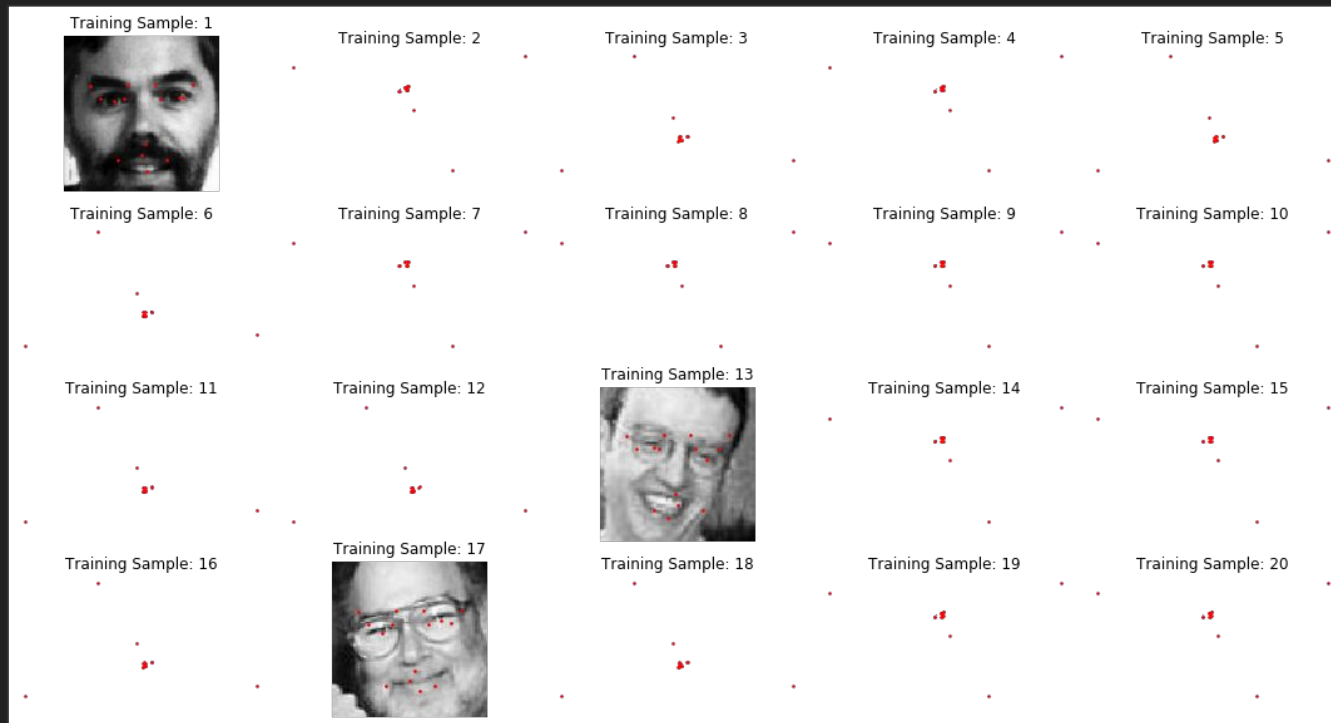 Training Sample: 1
Training Sample: 2
Training Sample: 3
Training Sample: 4
Training Sample: 5
Training Sample: 6
Training Sample: 7
Training Sample: 8
Training Sample: 9
Training Sample: 10
Training Sample: 11
Training Sample: 12
Training Sample: 13
Training Sample: 14
Training Sample: 15
Training Sample: 16
Training Sample: 17
Training Sample: 18
Training Sample: 19
Training Sample: 20